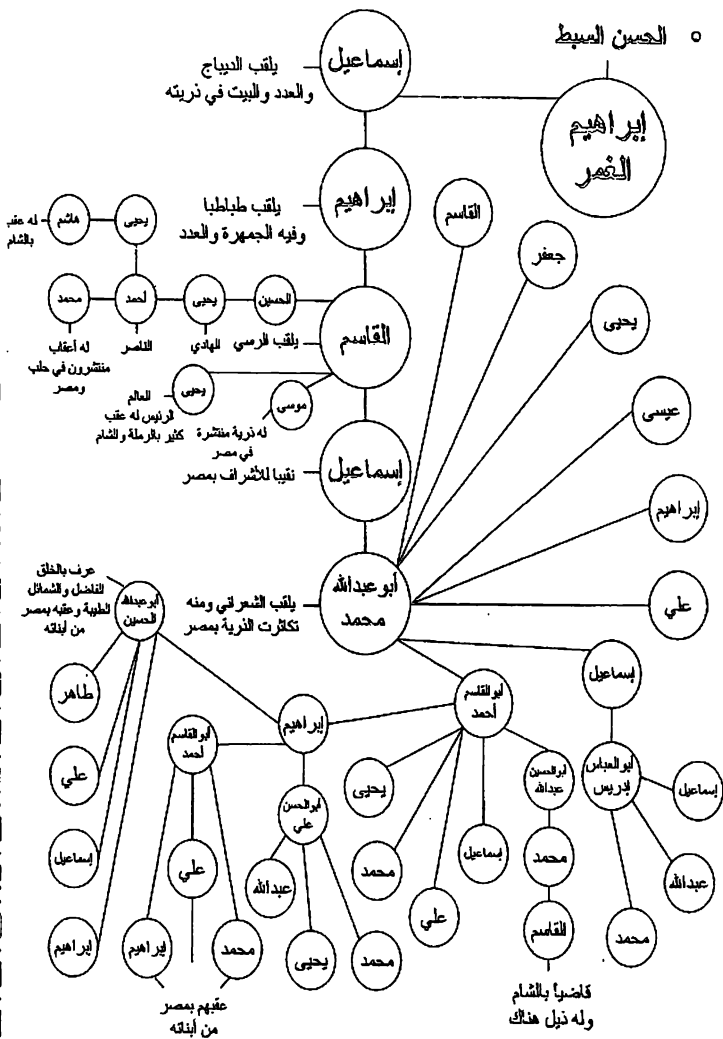 الحسن السبط
إبراهيم
الغمر
إسماعيل
يلقب الديباج
والعدد والبيت في ذريته
إبراهيم
يلقب طباطبا
وفيه الجمهرة والعدد
القاسم
يلقب الرسي
الحسين
يحيى
الهادي
أحمد
الناصر
محمد
له أعقاب
منتشرون في حلب
ومصر
يحيى
هاشم
له عقب
بالشام
يحيى
العالم
الرئيس له عقب
كثير بالرملة والشام
موسى
له ذرية منتشرة
في مصر
إسماعيل
نقيبا للأشراف بمصر
أبو عبدالله
محمد
يلقب الشعراني ومنه
تكاثرت الذرية بمصر
القاسم
جعفر
يحيى
عيسى
إبراهيم
علي
إسماعيل
أبو العباس
إدريس
إسماعيل
عبدالله
محمد
أبو القاسم
أحمد
أبو الحسين
عبدالله
محمد
القاسم
قاضياً بالشام
وله ذيل هناك
إسماعيل
علي
محمد
يحيى
إبراهيم
أبو الحسن
علي
محمد
يحيى
عبدالله
أبو القاسم
أحمد
محمد
علي
إبراهيم
عقبهم بمصر
من أبنائه
أبو عبدالله
الحسين
عرف بالخلق
الفاضل والشمائل
الطيبة وعقبه بمصر
من أبنائه
طاهر
علي
إسماعيل
إبراهيم